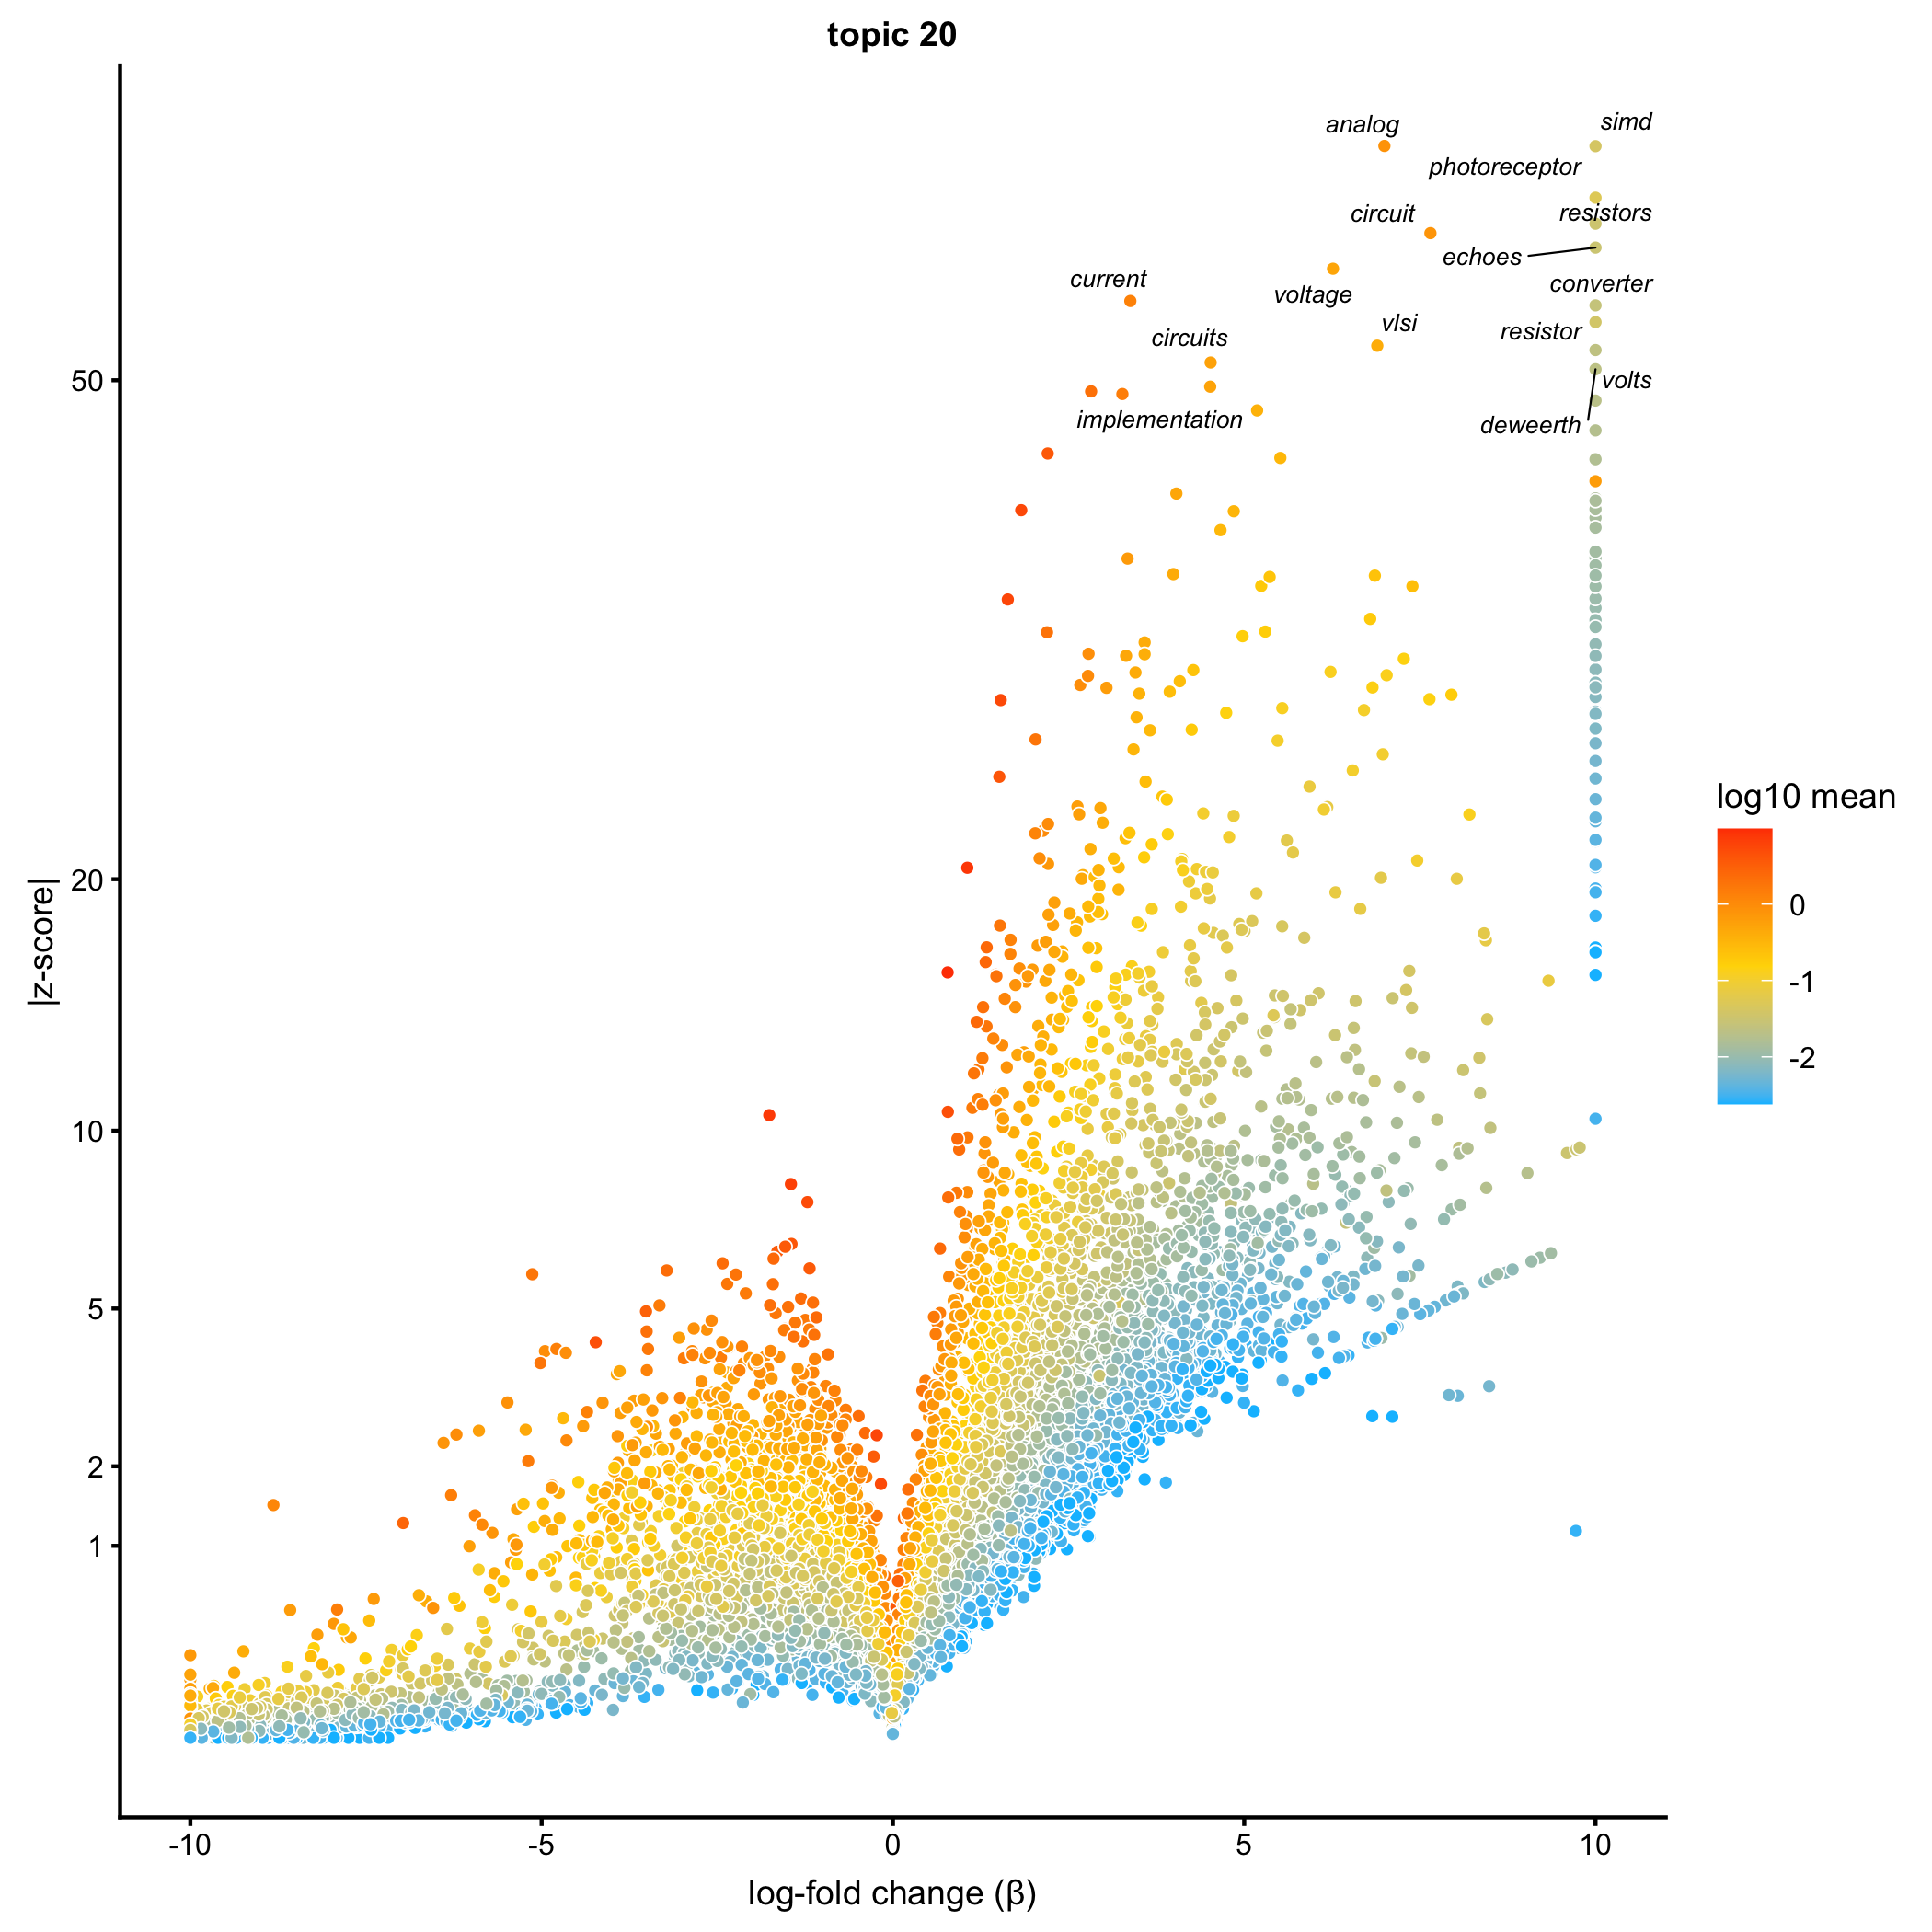 topic 20
simd
analog
photoreceptor
resistors
circuit
echoes
current
converter
voltage
vlsi
resistor
circuits
volts
implementation
deweerth
|z-score|
50
20
10
5
2
1
-10
-5
0
5
10
log-fold change (β)
log10 mean
0
-1
-2